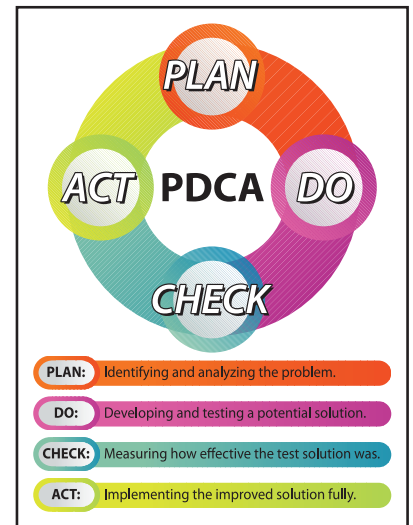 PLAN
ACT PDCA DO
CHECK
PLAN: Identifying and analyzing the problem.
DO: Developing and testing a potential solution.
CHECK: Measuring how effective the test solution was.
ACT: Implementing the improved solution fully.